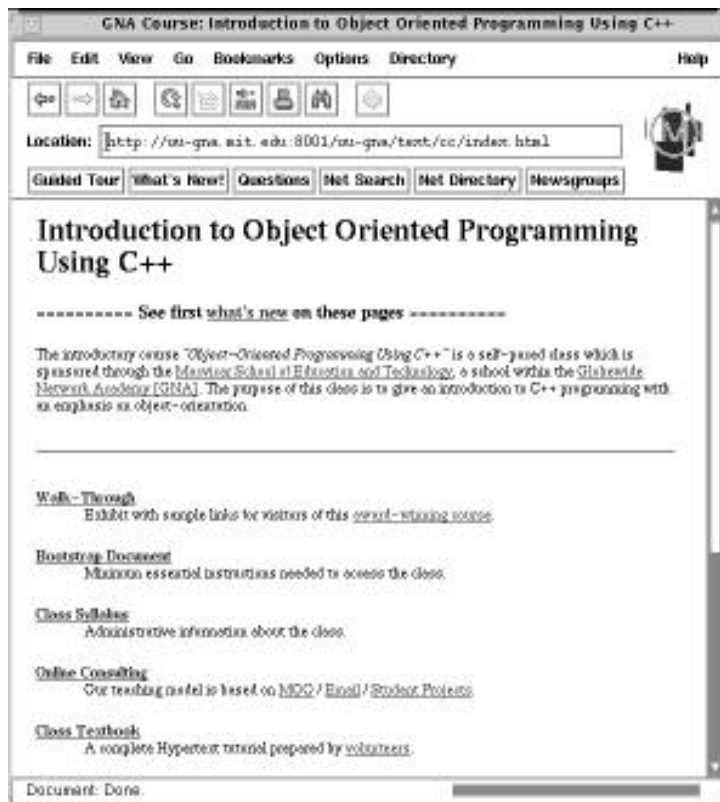 GNA Course: Introduction to Object Oriented Programming Using C++
File Edit View Go Bookmarks Options Directory Help
Location: http://uu-gna.mit.edu:8001/uu-gna/text/cc/index.html
Guided Tour What's New! Questions Net Search Net Directory Newsgroups
Introduction to Object Oriented Programming
Using C++
---------- See first what's new on these pages ----------
The introductory course "Object-Oriented Programming Using C++" is a self-paced class which is
sponsored through the School of Education and Technology, a school within the Globewide
Network Academy [GNA]. The purpose of this class is to give an introduction to C++ programming with
an emphasis on object-orientation.
Walk-Through
Exhibit with sample links for visitors of this award-winning course.
Bootstrap Document
Minimum essential instructions needed to access the class.
Class Syllabus
Administrative information about the class.
Online Consulting
Our teaching model is based on MOO / Email / Student Projects.
Class Textbook
A complete Hypertext tutorial prepared by volunteers.
Document: Done.